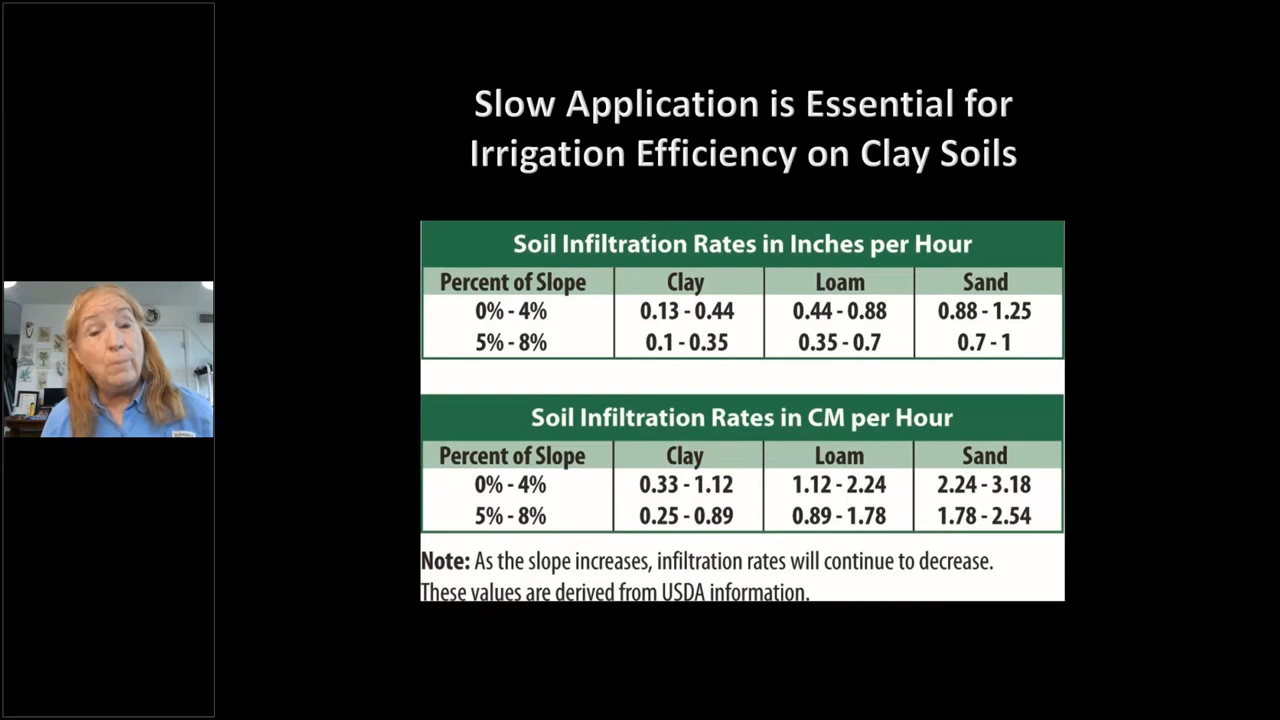 Slow Application is Essential for
Irrigation Efficiency on Clay Soils
Soil Infiltration Rates in Inches per Hour
Percent of Slope Clay Loam Sand
0% - 4% 0.13 - 0.44 0.44 - 0.88 0.88 - 1.25
5% - 8% 0.1 - 0.35 0.35 - 0.7 0.7 - 1
Soil Infiltration Rates in CM per Hour
Percent of Slope Clay Loam Sand
0% - 4% 0.33 - 1.12 1.12 - 2.24 2.24 - 3.18
5% - 8% 0.25 - 0.89 0.89 - 1.78 1.78 - 2.54
Note: As the slope increases, infiltration rates will continue to decrease.
These values are derived from USDA information.